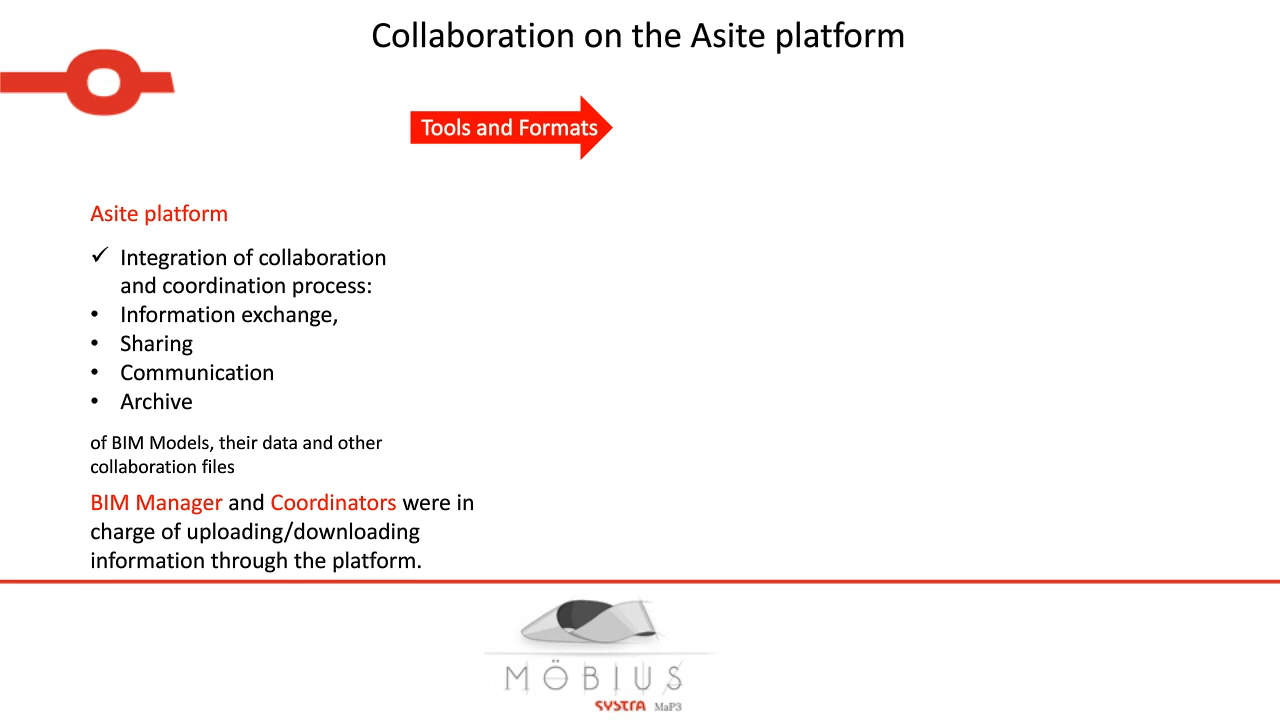 Collaboration on the Asite platform
Tools and Formats
Asite platform
✓ Integration of collaboration
and coordination process:
• Information exchange,
• Sharing
• Communication
• Archive
of BIM Models, their data and other
collaboration files
BIM Manager and Coordinators were in
charge of uploading/downloading
information through the platform.
MÖBIUS
SYSTRA MaP3